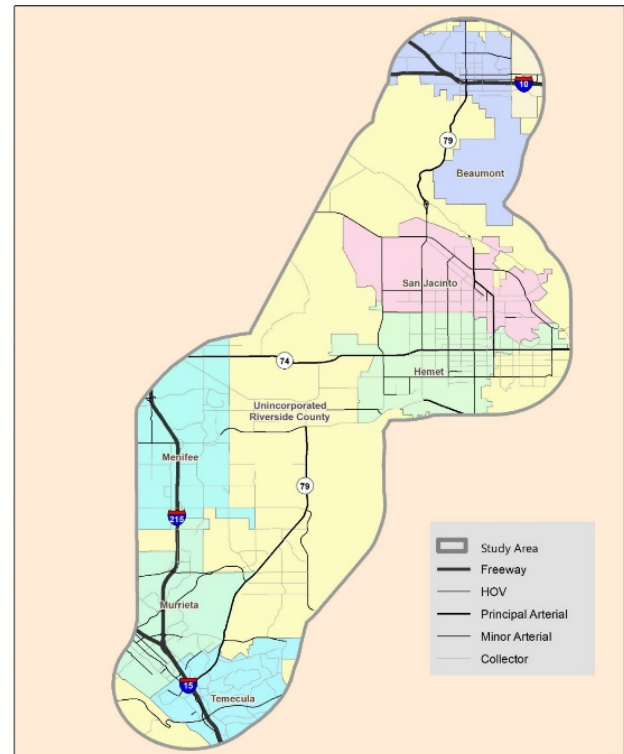 10
79
Beaumont
San Jacinto
74
Hemet
Unincorporated
Riverside County
Menifee
79
215
Murrieta
15
Temecula
Study Area
Freeway
HOV
Principal Arterial
Minor Arterial
Collector